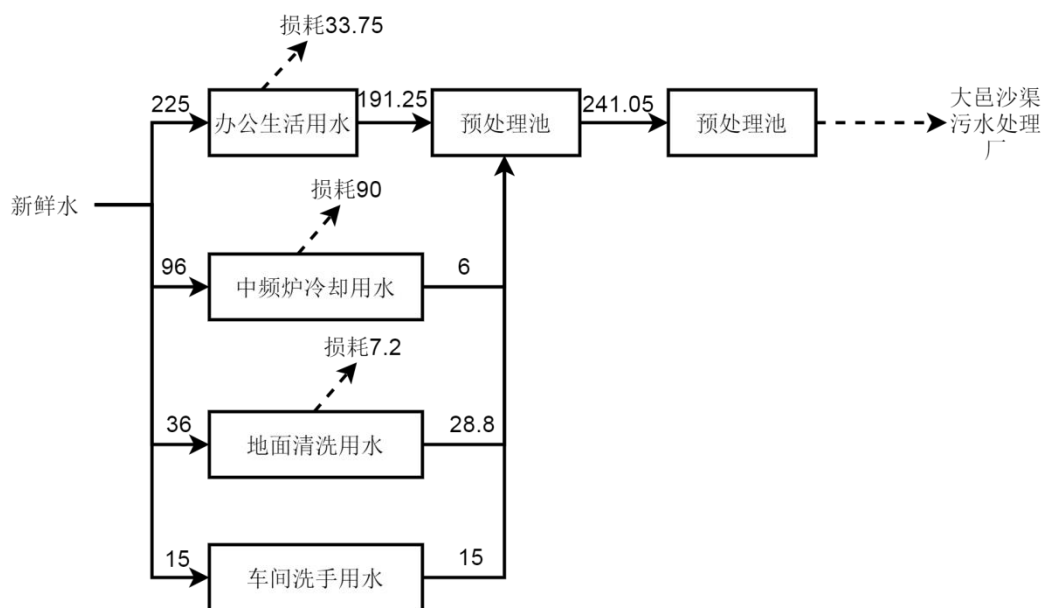 损耗33.75
225
办公生活用水
191.25
预处理池
241.05
预处理池
大邑沙渠
污水处理
厂
新鲜水
损耗90
96
中频炉冷却用水
6
损耗7.2
36
地面清洗用水
28.8
15
车间洗手用水
15